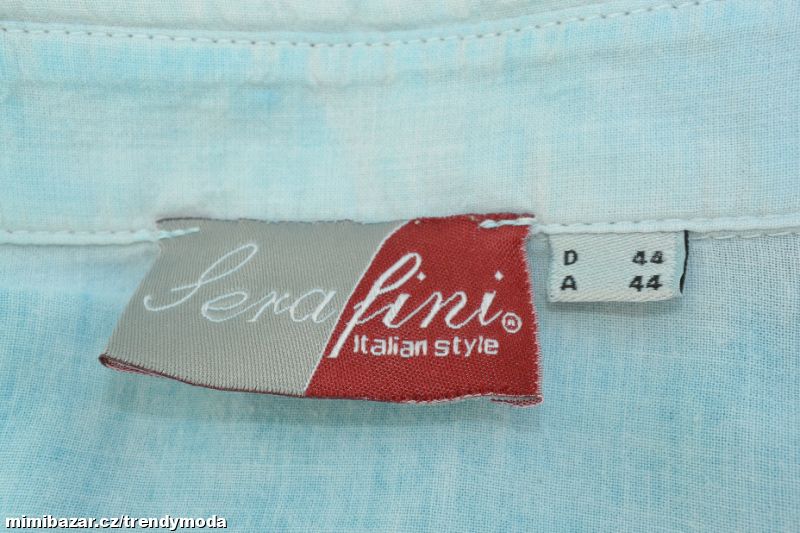 Serafini®
Italian style
D 44
A 44
mimibazar.cz/trendymoda